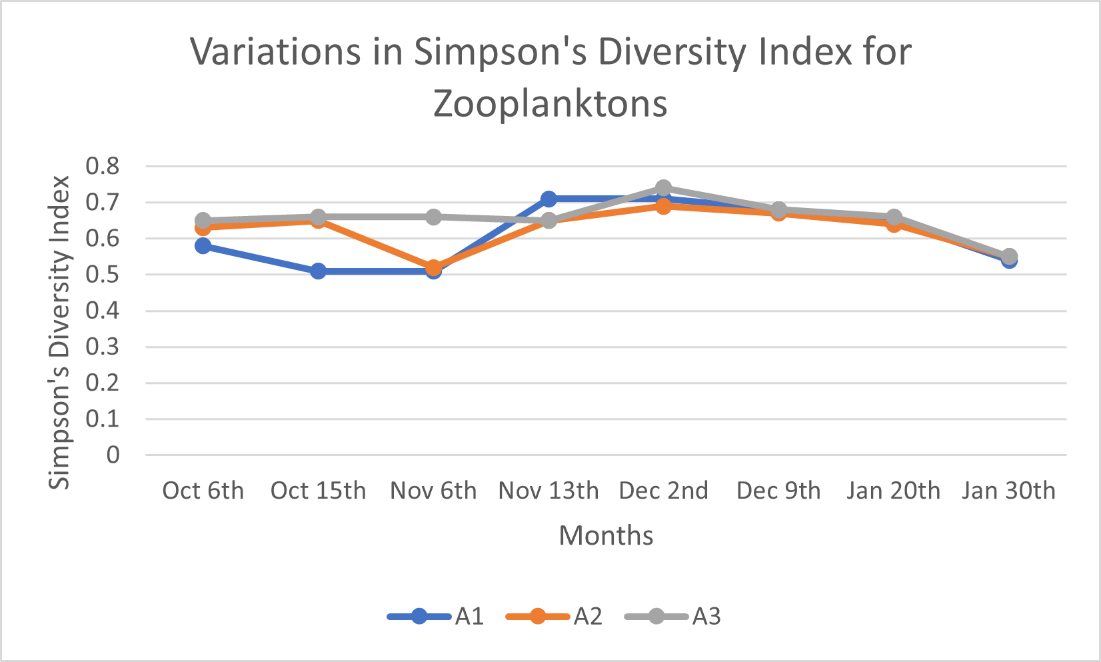 Variations in Simpson's Diversity Index for
Zooplanktons
Simpson's Diversity Index
0.8
0.7
0.6
0.5
0.4
0.3
0.2
0.1
0
Oct 6th Oct 15th Nov 6th Nov 13th Dec 2nd Dec 9th Jan 20th Jan 30th
Months
A1 A2 A3